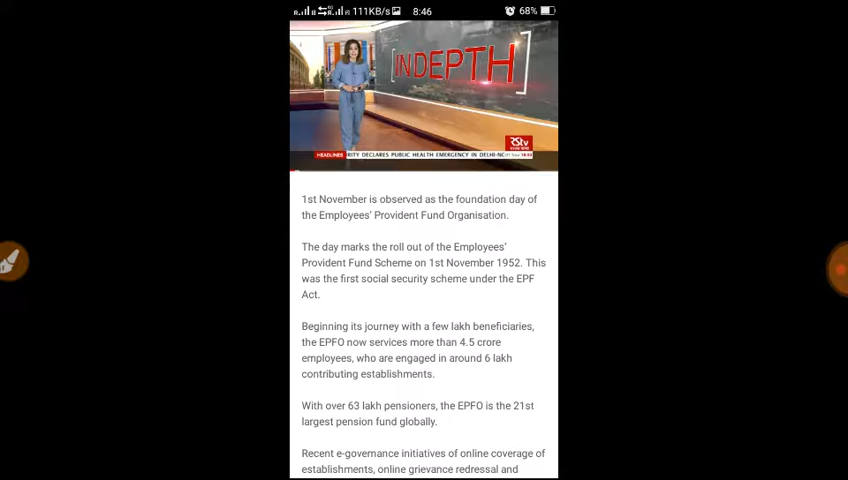 111KB/s
8:46
68%
INDEPTH
RStv
HEADLINES
RITY DECLARES PUBLIC HEALTH EMERGENCY IN DELHI-NC
1st November is observed as the foundation day of
the Employees' Provident Fund Organisation.
The day marks the roll out of the Employees'
Provident Fund Scheme on 1st November 1952. This
was the first social security scheme under the EPF
Act.
Beginning its journey with a few lakh beneficiaries,
the EPFO now services more than 4.5 crore
employees, who are engaged in around 6 lakh
contributing establishments.
With over 63 lakh pensioners, the EPFO is the 21st
largest pension fund globally.
Recent e-governance initiatives of online coverage of
establishments, online grievance redressal and